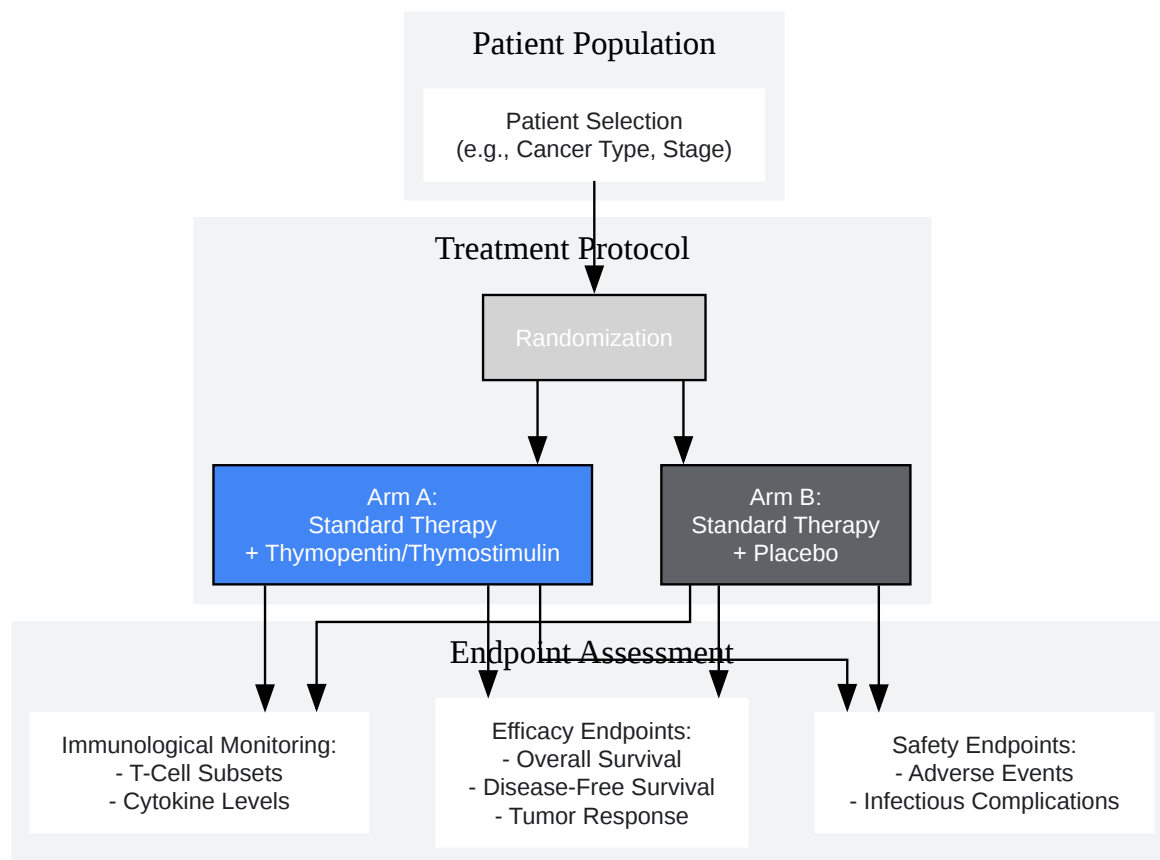 Patient Population
Patient Selection
(e.g., Cancer Type, Stage)
Treatment Protocol
Randomization
Arm A:
Standard Therapy
+ Thymopentin/Thymostimulin
Arm B:
Standard Therapy
+ Placebo
Endpoint Assessment
Immunological Monitoring:
- T-Cell Subsets
- Cytokine Levels
Efficacy Endpoints:
- Overall Survival
- Disease-Free Survival
- Tumor Response
Safety Endpoints:
- Adverse Events
- Infectious Complications